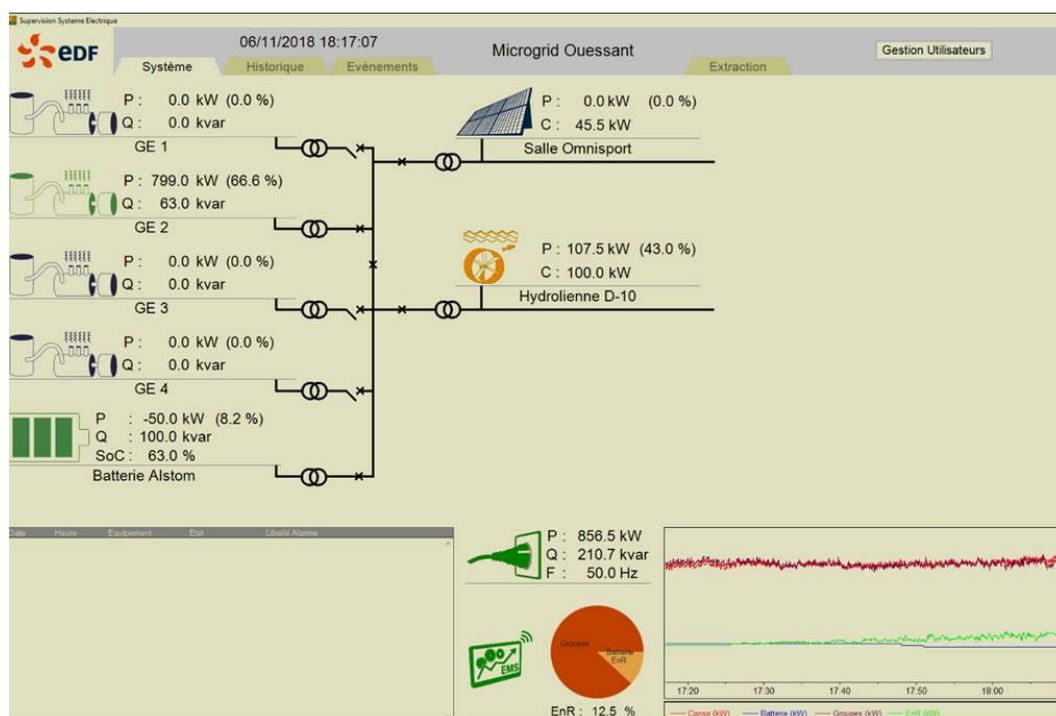 Supervision Systeme Electrique
eDF
06/11/2018 18:17:07
Microgrid Ouessant
Gestion Utilisateurs
Système
Historique
Evènements
Extraction
P : 0.0 kW (0.0 %)
Q : 0.0 kvar
GE 1
P : 799.0 kW (66.6 %)
Q : 63.0 kvar
GE 2
P : 0.0 kW (0.0 %)
Q : 0.0 kvar
GE 3
P : 0.0 kW (0.0 %)
Q : 0.0 kvar
GE 4
P : -50.0 kW (8.2 %)
Q : 100.0 kvar
SoC : 63.0 %
Batterie Alstom
P : 0.0 kW (0.0 %)
C : 45.5 kW
Salle Omnisport
P : 107.5 kW (43.0 %)
C : 100.0 kW
Hydrolienne D-10
Date Heure Equipement Etat Libellé Alarme
P : 856.5 kW
Q : 210.7 kvar
F : 50.0 Hz
EMS
Groupes
Batterie
EnR
EnR : 12.5 %
17:20 17:30 17:40 17:50 18:00
Conso (kW) Batterie (kW) Groupes (kW) EnR (kW)